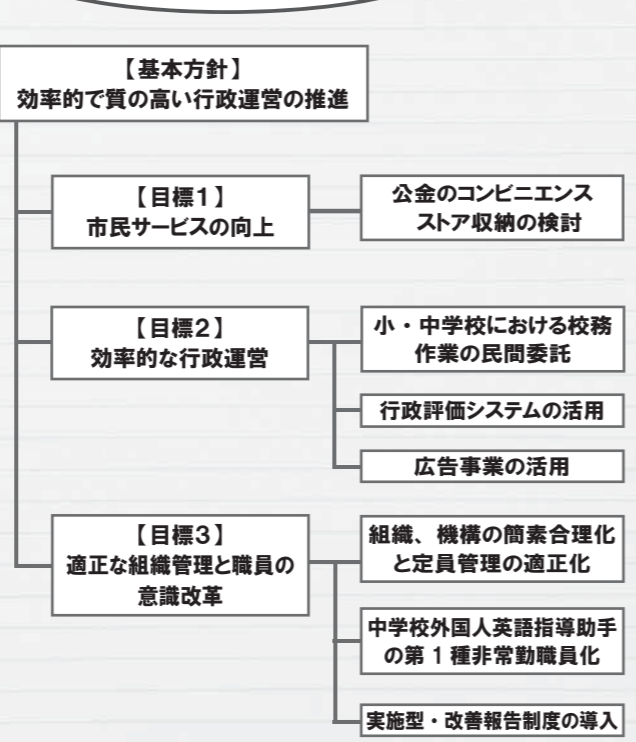 【基本方針】
効率的で質の高い行政運営の推進
【目標1】
市民サービスの向上
公金のコンビニエンス
ストア収納の検討
【目標2】
効率的な行政運営
小・中学校における校務
作業の民間委託
行政評価システムの活用
広告事業の活用
【目標3】
適正な組織管理と職員の
意識改革
組織、機構の簡素合理化
と定員管理の適正化
中学校外国人英語指導助手
の第1種非常勤職員化
実施型・改善報告制度の導入